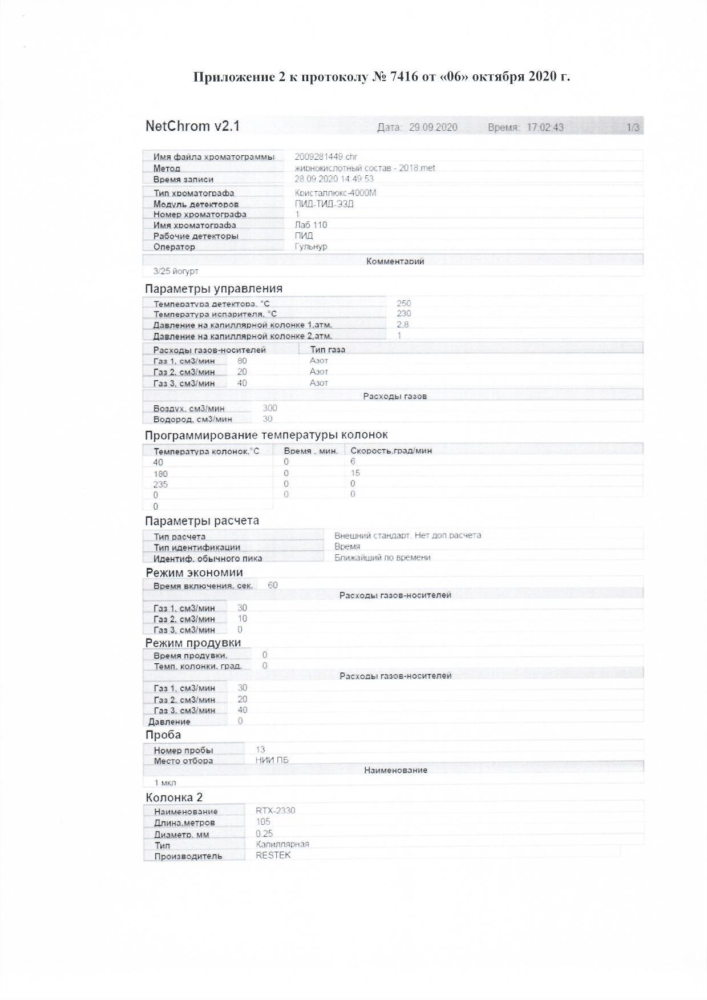 Приложение 2 к протоколу № 7416 от «06» октября 2020 г.
NetChrom v2.1 Дата: 29.09.2020 Время: 17:02:43 1/3
Имя файла хроматограммы 2009281449.chr
Метод жирнокислотный состав - 2018.met
Время записи 28.09.2020 14:49:53
Тип хроматографа Кристаллюкс-4000М
Модуль детекторов ПИД-ТИД-ЭЗД
Номер хроматографа 1
Имя хроматографа Лаб 110
Рабочие детекторы ПИД
Оператор Гульнур
Комментарий
3/25 йогурт
Параметры управления
Температура детектора, °С 250
Температура испарителя, °С 230
Давление на капиллярной колонке 1,атм. 2,8
Давление на капиллярной колонке 2,атм. 1
Расходы газов-носителей Тип газа
Газ 1, см3/мин 80 Азот
Газ 2, см3/мин 20 Азот
Газ 3, см3/мин 40 Азот
Расходы газов
Воздух, см3/мин 300
Водород, см3/мин 30
Программирование температуры колонок
Температура колонок,°С Время , мин. Скорость,град/мин
40 0 6
180 0 15
235 0 0
0 0 0
0
Параметры расчета
Тип расчета Внешний стандарт. Нет доп.расчета
Тип идентификации Время
Идентиф. обычного пика Ближайший по времени
Режим экономии
Время включения, сек. 60
Расходы газов-носителей
Газ 1, см3/мин 30
Газ 2, см3/мин 10
Газ 3, см3/мин 0
Режим продувки
Время продувки, 0
Темп. колонки, град. 0
Расходы газов-носителей
Газ 1, см3/мин 30
Газ 2, см3/мин 20
Газ 3, см3/мин 40
Давление 0
Проба
Номер пробы 13
Место отбора НИИ ПБ
Наименование
1 мкл
Колонка 2
Наименование RTX-2330
Длина,метров 105
Диаметр, мм 0.25
Тип Капиллярная
Производитель RESTEK